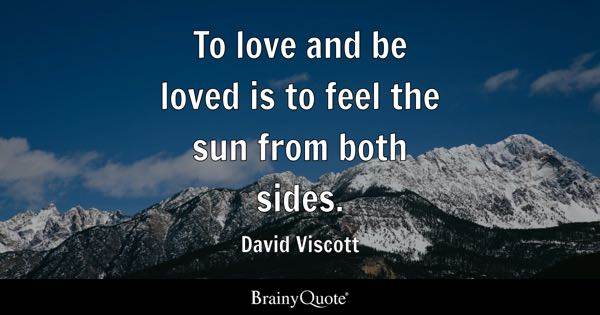 To love and be
loved is to feel the
sun from both
sides.
David Viscott
BrainyQuote®